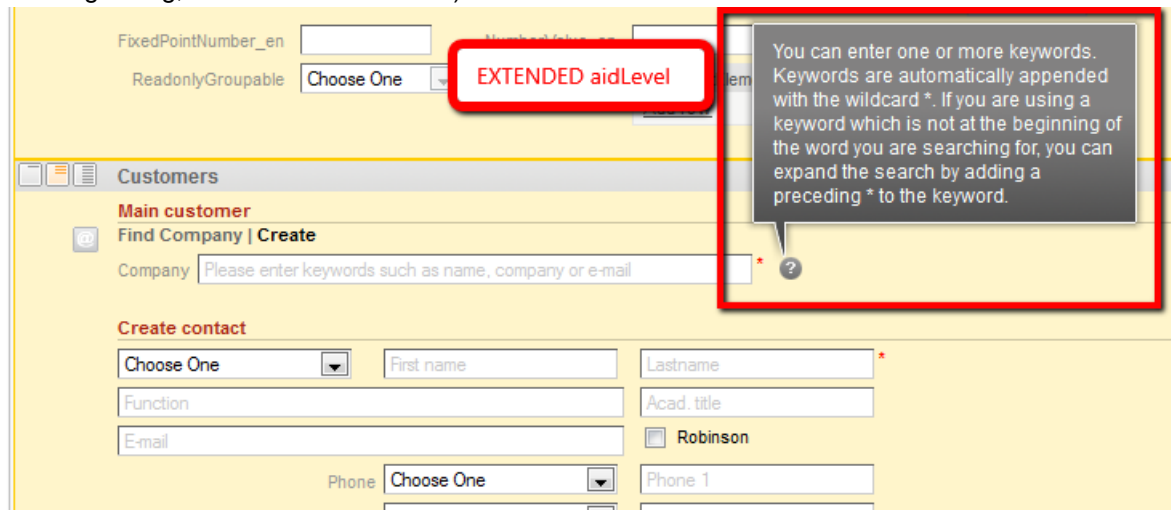 FixedPointNumber_en
ReadonlyGroupable Choose One
EXTENDED aidLevel
You can enter one or more keywords.
Keywords are automatically appended
with the wildcard *. If you are using a
keyword which is not at the beginning of
the word you are searching for, you can
expand the search by adding a
preceding * to the keyword.
Customers
Main customer
@
Find Company | Create
Company Please enter keywords such as name, company or e-mail * ?
Create contact
Choose One First name Lastname *
Function Acad. title
E-mail Robinson
Phone Choose One Phone 1